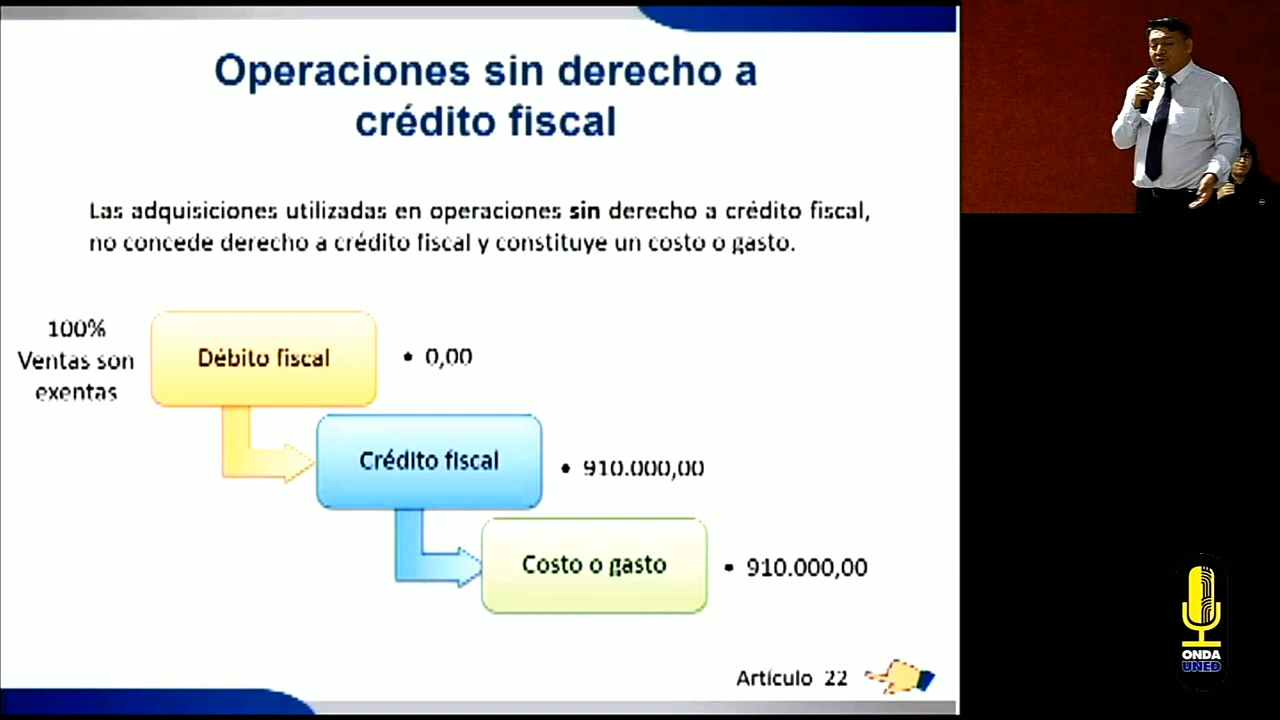 Operaciones sin derecho a
crédito fiscal
Las adquisiciones utilizadas en operaciones sin derecho a crédito fiscal,
no concede derecho a crédito fiscal y constituye un costo o gasto.
100%
Ventas son
exentas
Débito fiscal
• 0,00
Crédito fiscal
• 910.000,00
Costo o gasto
• 910.000,00
Artículo 22
ONDA
UNED